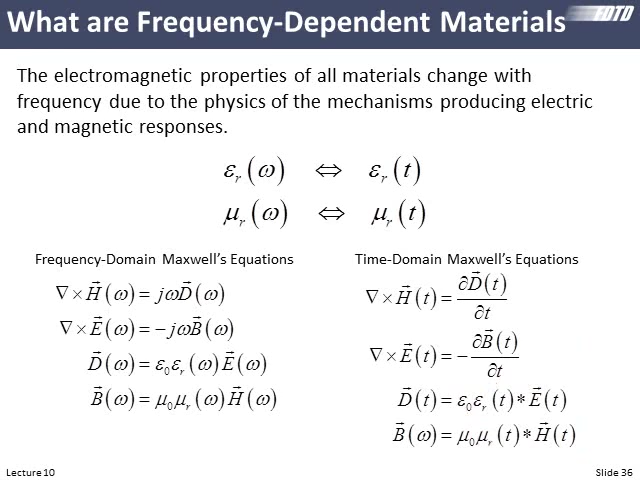 What are Frequency-Dependent Materials
FDTD
The electromagnetic properties of all materials change with
frequency due to the physics of the mechanisms producing electric
and magnetic responses.
εᵣ(ω) ⇔ εᵣ(t)
μᵣ(ω) ⇔ μᵣ(t)
Frequency-Domain Maxwell's Equations
∇×H⃗(ω) = jωD⃗(ω)
∇×E⃗(ω) = −jωB⃗(ω)
D⃗(ω) = ε₀εᵣ(ω)E⃗(ω)
B⃗(ω) = μ₀μᵣ(ω)H⃗(ω)
Time-Domain Maxwell's Equations
∇×H⃗(t) = ∂D⃗(t)/∂t
∇×E⃗(t) = −∂B⃗(t)/∂t
D⃗(t) = ε₀εᵣ(t)*E⃗(t)
B⃗(ω) = μ₀μᵣ(t)*H⃗(t)
Lecture 10
Slide 36